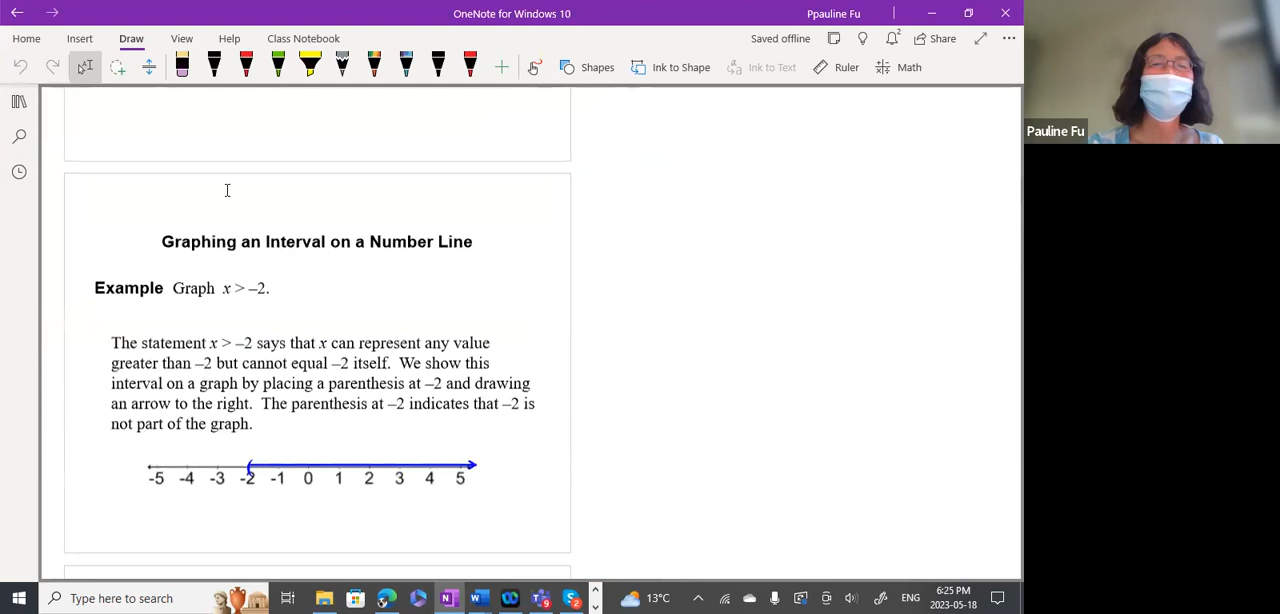 OneNote for Windows 10
Ppauline Fu
Home Insert Draw View Help Class Notebook
Saved offline
Share
Shapes Ink to Shape Ink to Text Ruler Math
Pauline Fu
Graphing an Interval on a Number Line
Example Graph x > –2.
The statement x > –2 says that x can represent any value
greater than –2 but cannot equal –2 itself. We show this
interval on a graph by placing a parenthesis at –2 and drawing
an arrow to the right. The parenthesis at –2 indicates that –2 is
not part of the graph.
-5 -4 -3 -2 -1 0 1 2 3 4 5
Type here to search
13°C
ENG
6:25 PM
2023-05-18